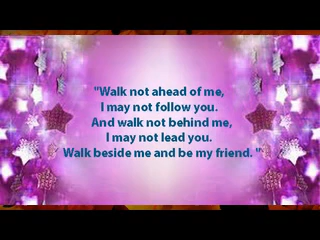 "Walk not ahead of me,
I may not follow you.
And walk not behind me,
I may not lead you.
Walk beside me and be my friend. "